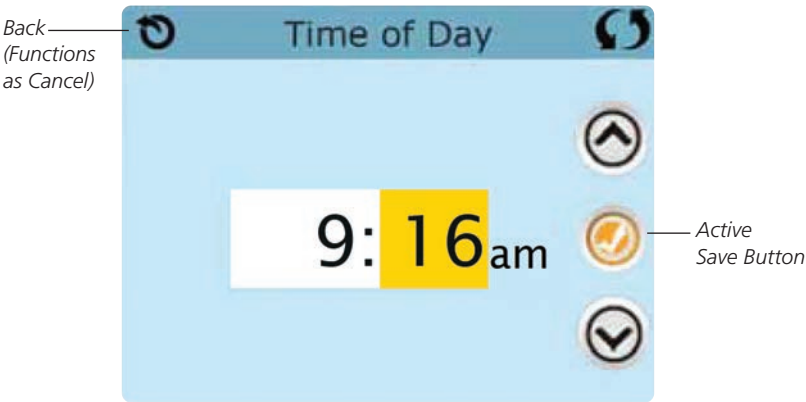 Back
(Functions
as Cancel)
Time of Day
9:16am
Active
Save Button